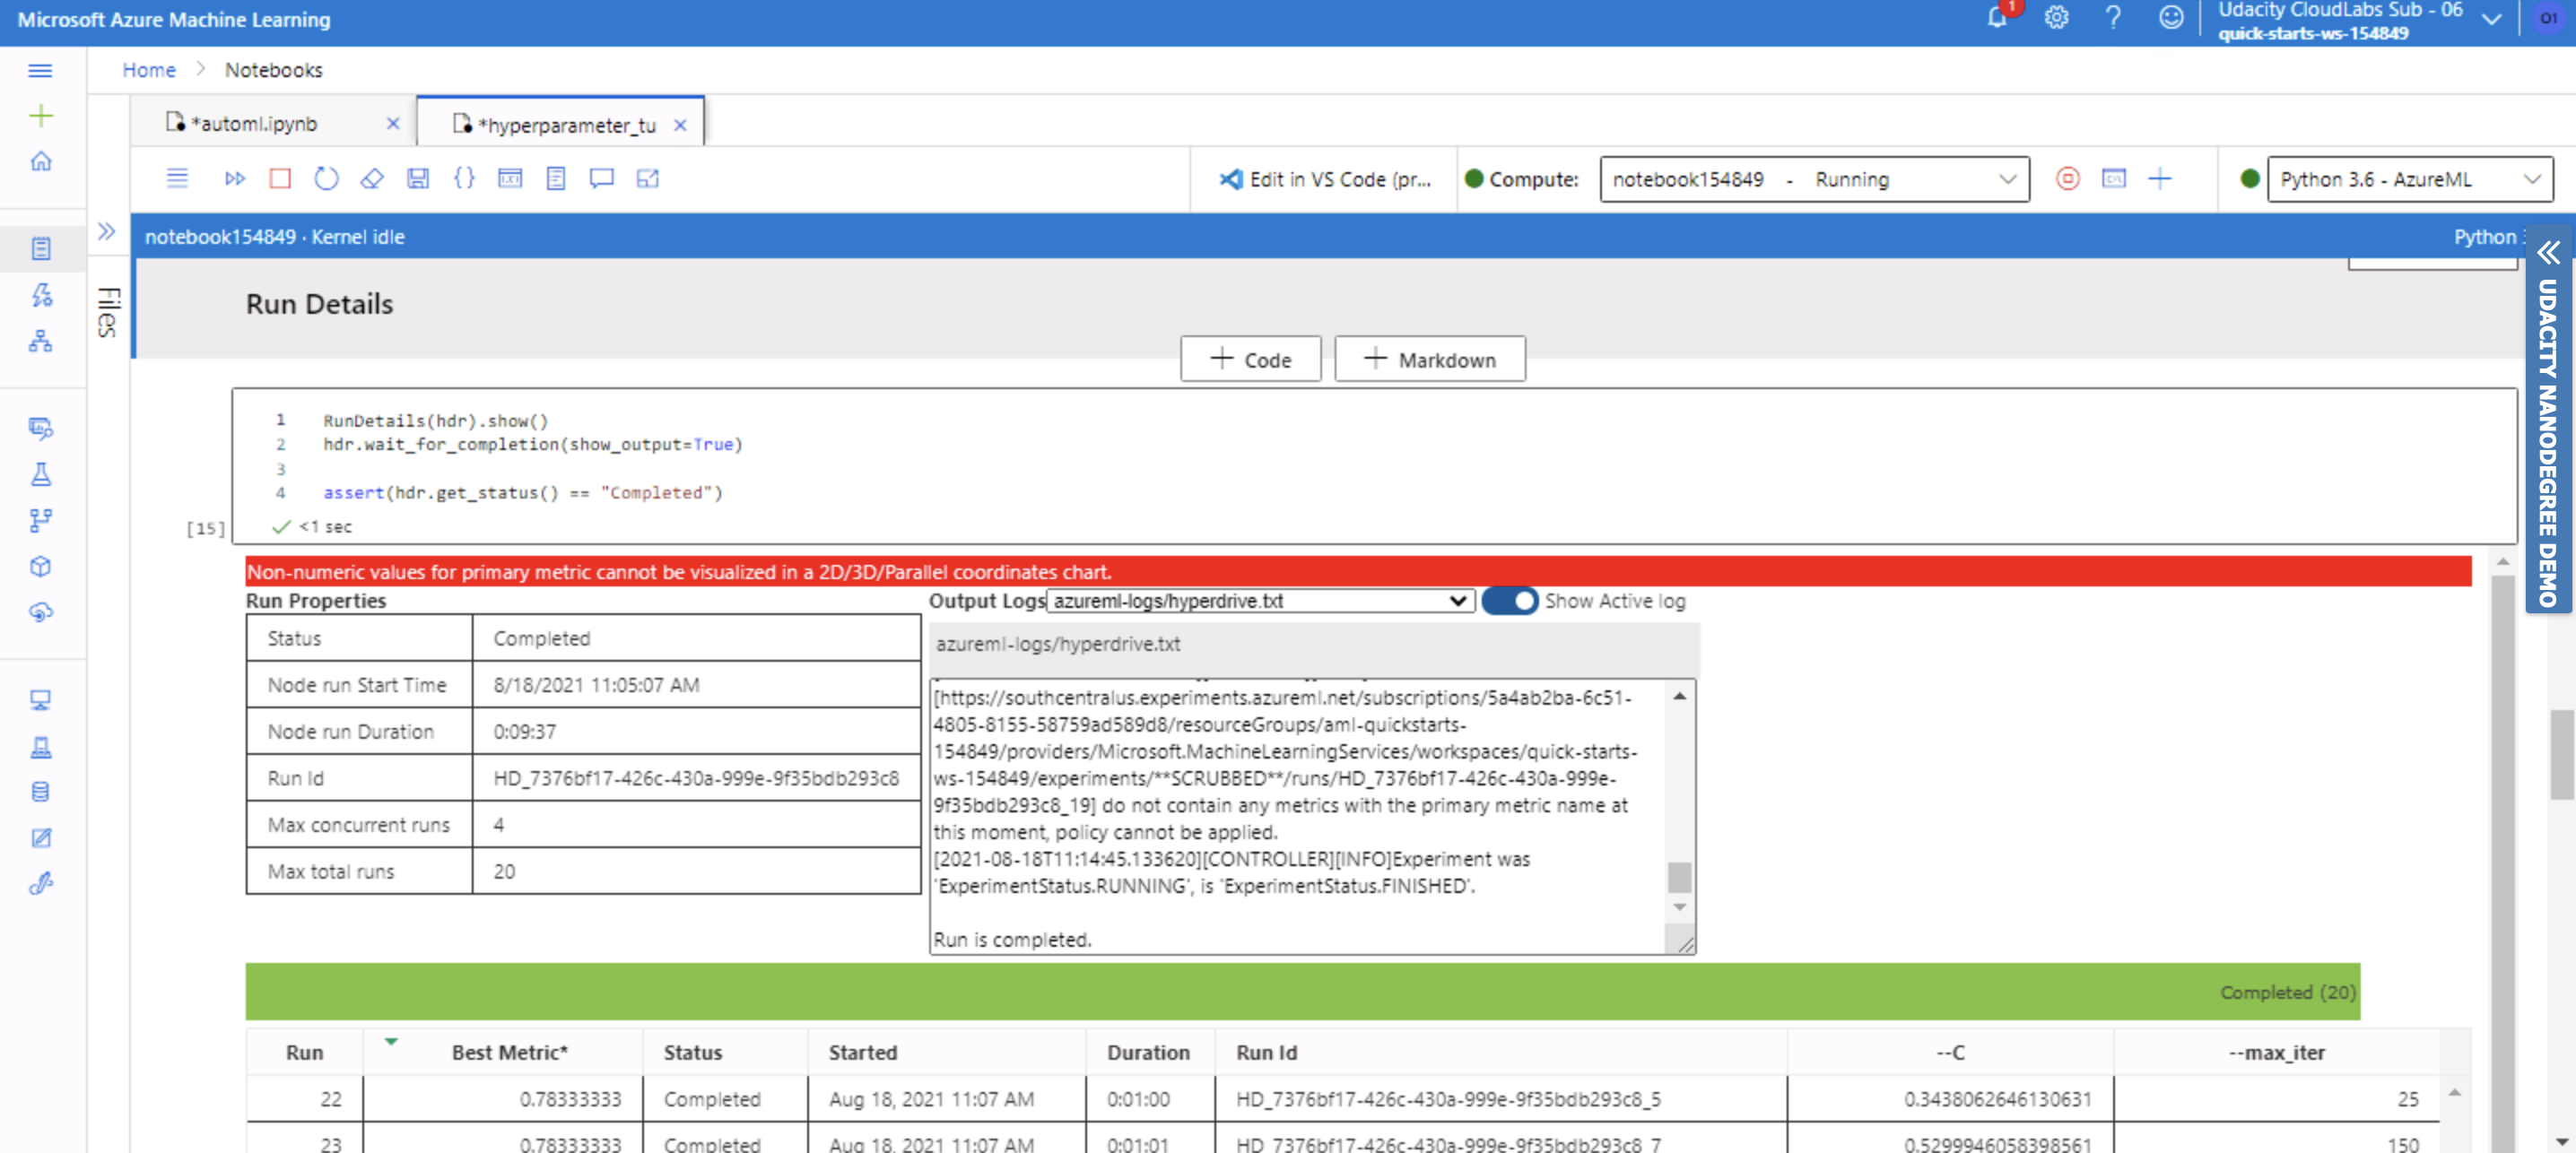 Microsoft Azure Machine Learning
1
Udacity CloudLabs Sub - 06
quick-starts-ws-154849
O1
Home > Notebooks
*automl.ipynb
*hyperparameter_tu
Edit in VS Code (pr...
Compute:
notebook154849 - Running
Python 3.6 - AzureML
notebook154849 · Kernel idle
Python
Files
UDACITY NANODEGREE DEMO
Run Details
+ Code
+ Markdown
1 RunDetails(hdr).show()
2 hdr.wait_for_completion(show_output=True)
3
4 assert(hdr.get_status() == "Completed")
[15] <1 sec
Non-numeric values for primary metric cannot be visualized in a 2D/3D/Parallel coordinates chart.
Run Properties
Status Completed
Node run Start Time 8/18/2021 11:05:07 AM
Node run Duration 0:09:37
Run Id HD_7376bf17-426c-430a-999e-9f35bdb293c8
Max concurrent runs 4
Max total runs 20
Output Logs azureml-logs/hyperdrive.txt Show Active log
azureml-logs/hyperdrive.txt
[https://southcentralus.experiments.azureml.net/subscriptions/5a4ab2ba-6c51-
4805-8155-58759ad589d8/resourceGroups/aml-quickstarts-
154849/providers/Microsoft.MachineLearningServices/workspaces/quick-starts-
ws-154849/experiments/**SCRUBBED**/runs/HD_7376bf17-426c-430a-999e-
9f35bdb293c8_19] do not contain any metrics with the primary metric name at
this moment, policy cannot be applied.
[2021-08-18T11:14:45.133620][CONTROLLER][INFO]Experiment was
'ExperimentStatus.RUNNING', is 'ExperimentStatus.FINISHED'.
Run is completed.
Completed (20)
Run Best Metric* Status Started Duration Run Id --C --max_iter
22 0.78333333 Completed Aug 18, 2021 11:07 AM 0:01:00 HD_7376bf17-426c-430a-999e-9f35bdb293c8_5 0.3438062646130631 25
23 0.78333333 Completed Aug 18, 2021 11:07 AM 0:01:01 HD_7376bf17-426c-430a-999e-9f35bdb293c8_7 0.5299946058398561 150